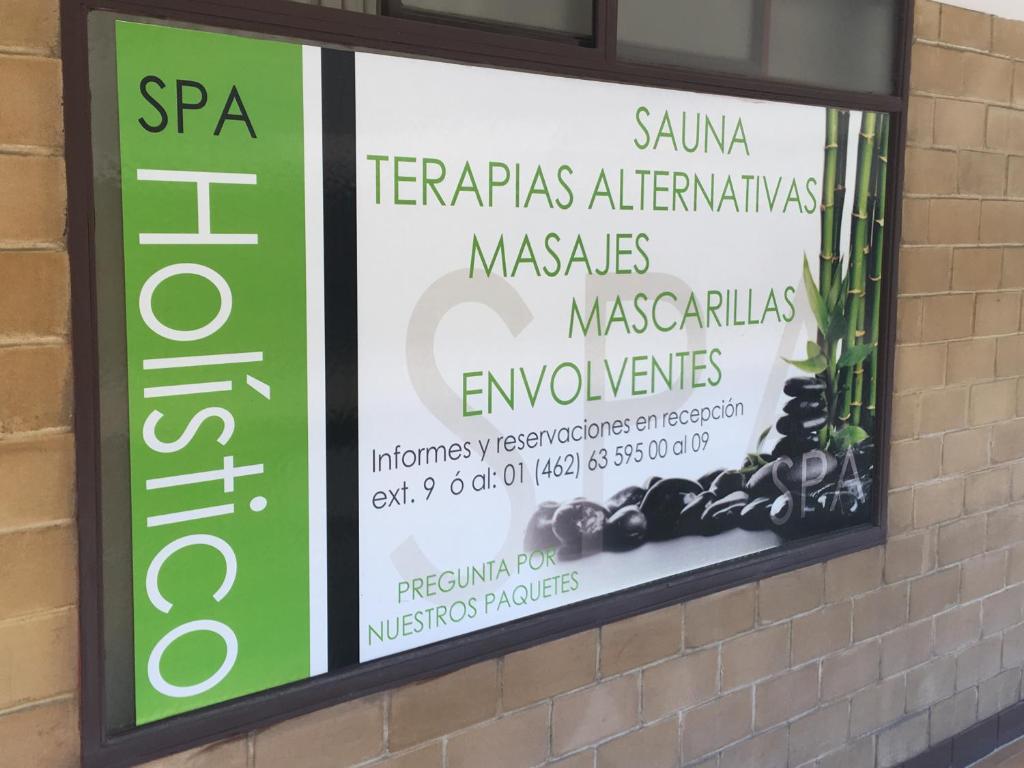 SPA
Holístico
SAUNA
TERAPIAS ALTERNATIVAS
MASAJES
MASCARILLAS
ENVOLVENTES
Informes y reservaciones en recepción
ext. 9 ó al: 01 (462) 63 595 00 al 09
PREGUNTA POR
NUESTROS PAQUETES
SPA
SPA